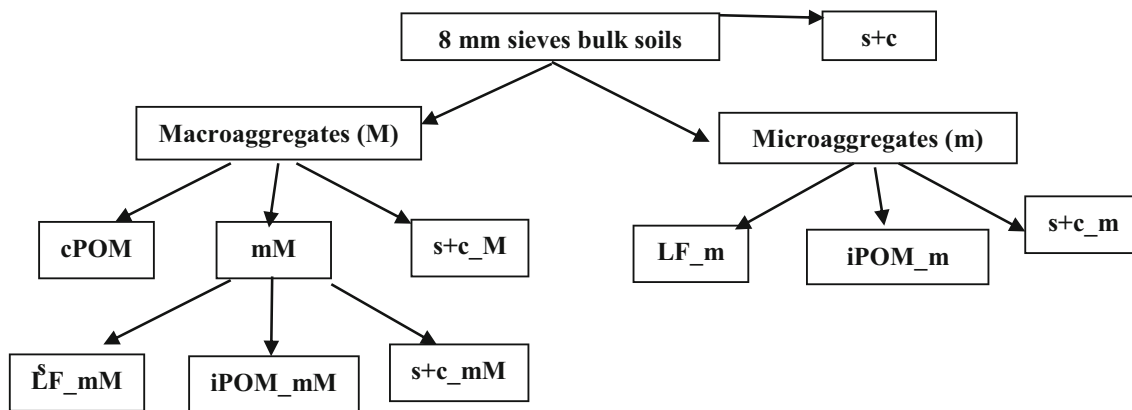 8 mm sieves bulk soils
s+c
Macroaggregates (M)
Microaggregates (m)
cPOM
mM
s+c_M
LF_m
iPOM_m
s+c_m
s
LF_mM
iPOM_mM
s+c_mM